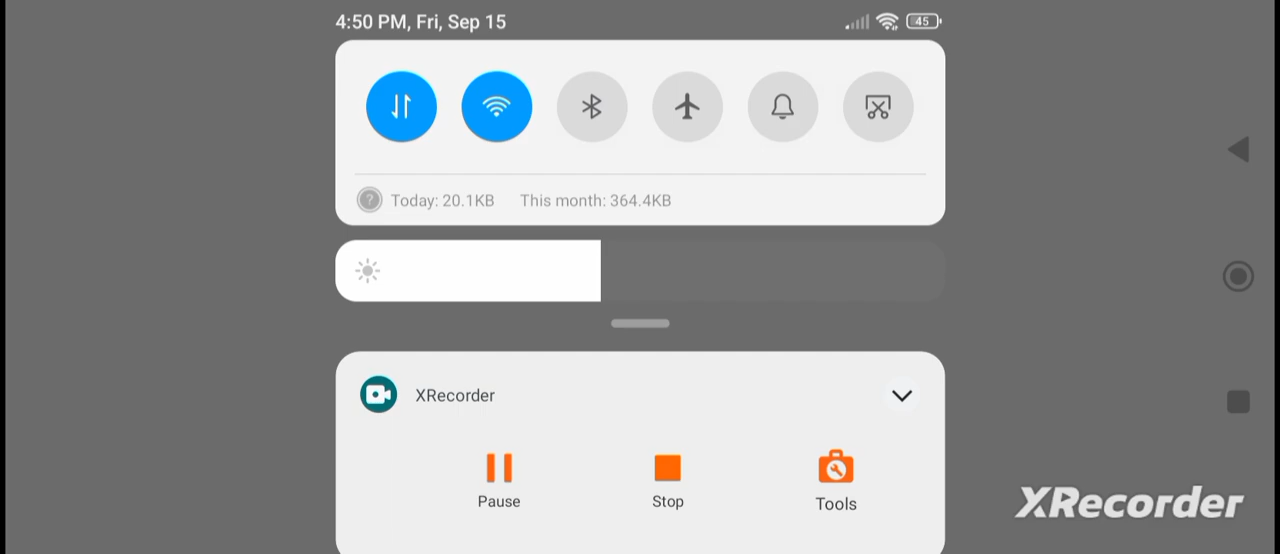 4:50 PM, Fri, Sep 15
45
Today: 20.1KB This month: 364.4KB
XRecorder
Pause Stop Tools
XRecorder